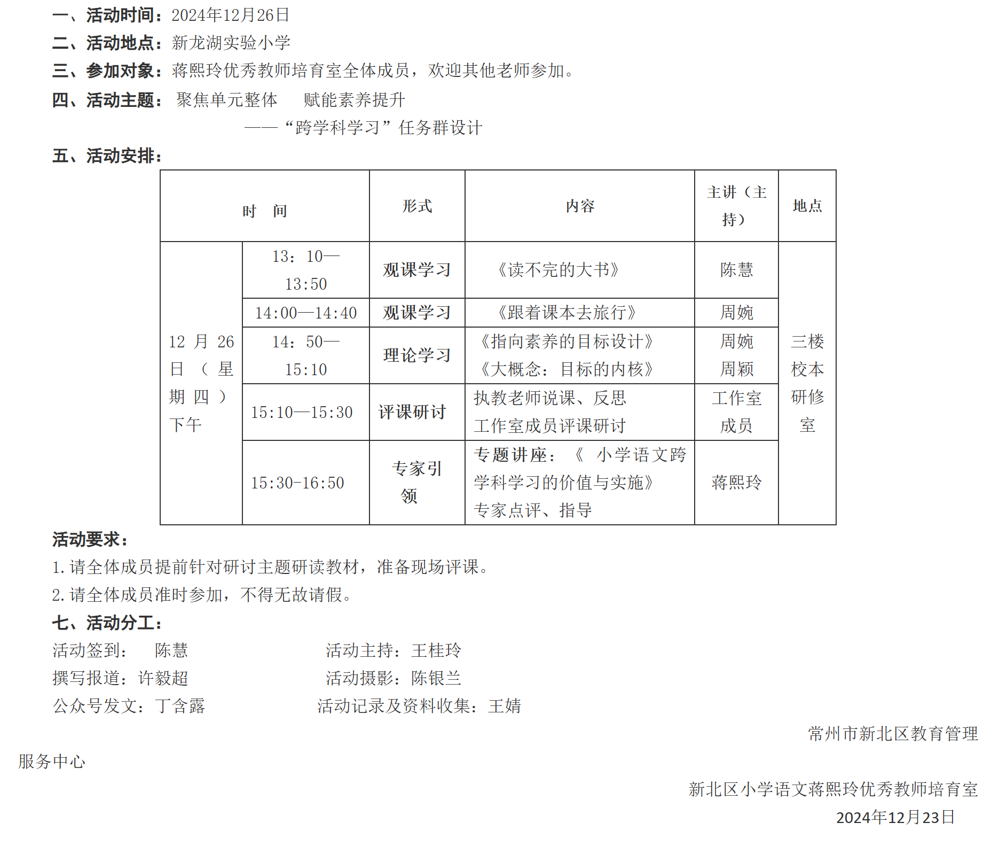 一、活动时间：2024年12月26日
二、活动地点：新龙湖实验小学
三、参加对象：蒋熙玲优秀教师培育室全体成员，欢迎其他老师参加。
四、活动主题： 聚焦单元整体　赋能素养提升
——“跨学科学习”任务群设计
五、活动安排：
时　间
形式
内容
主讲（主
持）
地点
12 月 26
日（星
期四）
下午
13：10—
13:50
观课学习
《读不完的大书》
陈慧
14:00—14:40
观课学习
《跟着课本去旅行》
周婉
14：50—
15:10
理论学习
《指向素养的目标设计》
《大概念：目标的内核》
周婉
周颖
15:10—15:30
评课研讨
执教老师说课、反思
工作室成员评课研讨
工作室
成员
15:30-16:50
专家引
领
专题讲座：《 小学语文跨
学科学习的价值与实施》
专家点评、指导
蒋熙玲
三楼
校本
研修
室
活动要求：
1.请全体成员提前针对研讨主题研读教材，准备现场评课。
2.请全体成员准时参加，不得无故请假。
七、活动分工：
活动签到：　陈慧　　　　　　　　活动主持：王桂玲
撰写报道：许毅超　　　　　　　　活动摄影：陈银兰
公众号发文：丁含露　　　　　　　活动记录及资料收集：王婧
常州市新北区教育管理
服务中心
新北区小学语文蒋熙玲优秀教师培育室
2024年12月23日